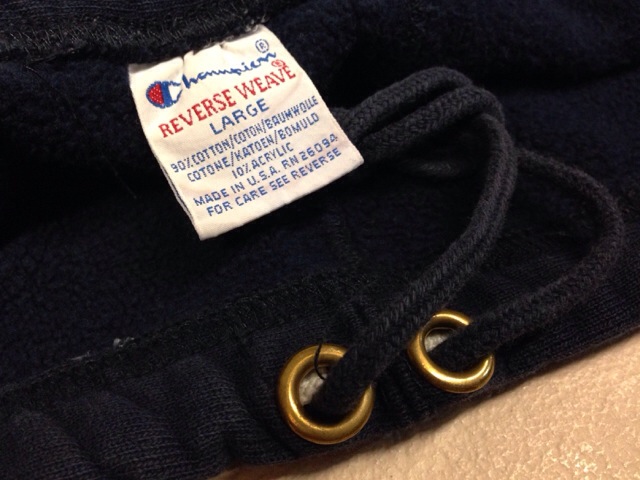 Champion®
REVERSE WEAVE®
LARGE
90%COTTON/COTON/BAUMWOLLE
COTONE/KATOEN/BOMULD
10%ACRYLIC
MADE IN U.S.A. RN 26094
FOR CARE SEE REVERSE